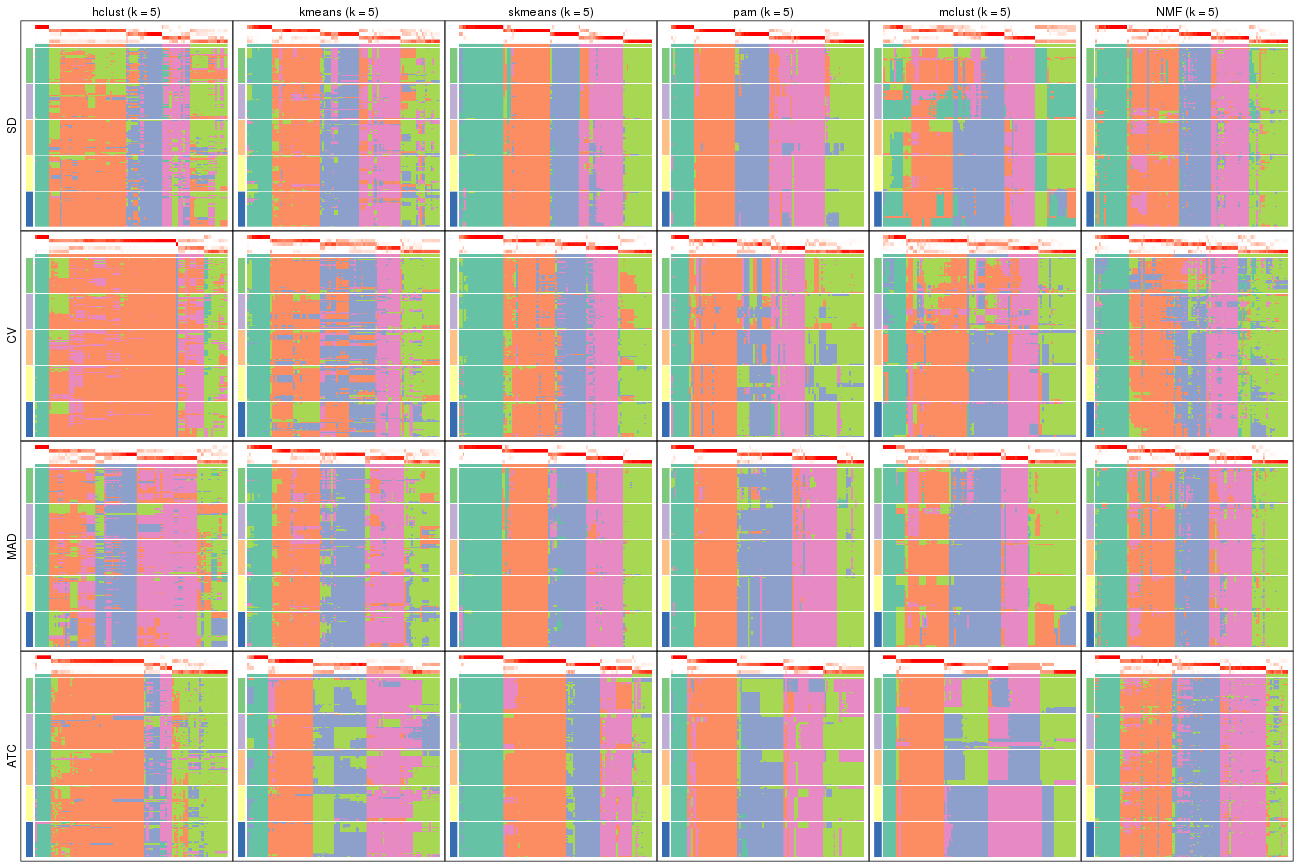 hclust (k = 5) kmeans (k = 5) skmeans (k = 5) pam (k = 5) mclust (k = 5) NMF (k = 5)
SD
CV
MAD
ATC